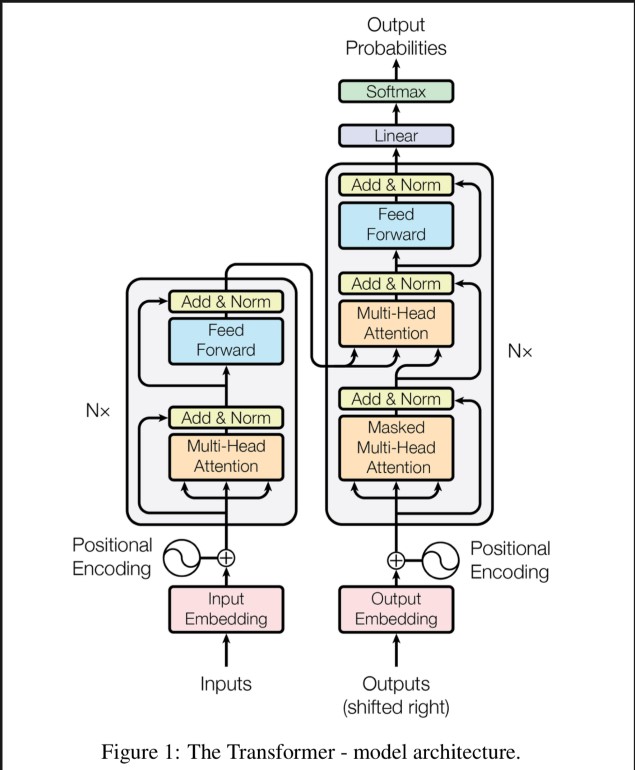 Output
Probabilities
Softmax
Linear
Add & Norm
Feed
Forward
Add & Norm
Multi-Head
Attention
Add & Norm
Masked
Multi-Head
Attention
N×
Add & Norm
Feed
Forward
Add & Norm
Multi-Head
Attention
N×
Positional
Encoding
Positional
Encoding
Input
Embedding
Output
Embedding
Inputs
Outputs
(shifted right)
Figure 1: The Transformer - model architecture.